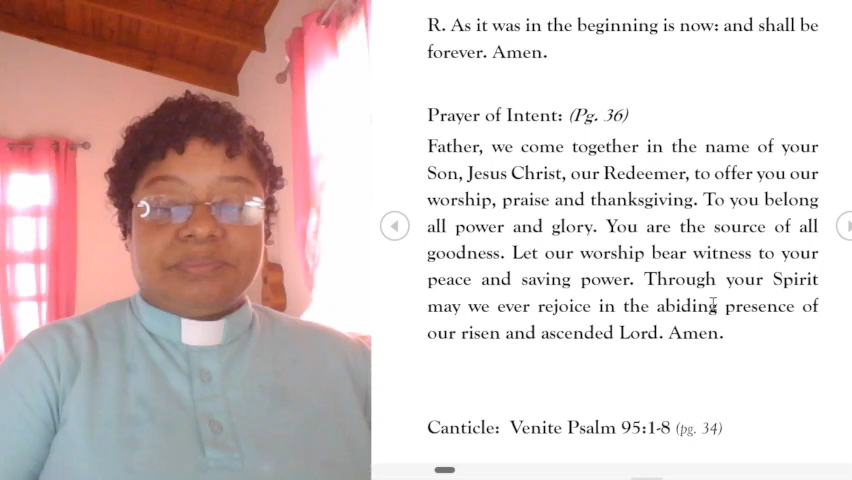 R. As it was in the beginning is now: and shall be
forever. Amen.
Prayer of Intent: (Pg. 36)
Father, we come together in the name of your
Son, Jesus Christ, our Redeemer, to offer you our
worship, praise and thanksgiving. To you belong
all power and glory. You are the source of all
goodness. Let our worship bear witness to your
peace and saving power. Through your Spirit
may we ever rejoice in the abiding presence of
our risen and ascended Lord. Amen.
Canticle: Venite Psalm 95:1-8 (pg. 34)